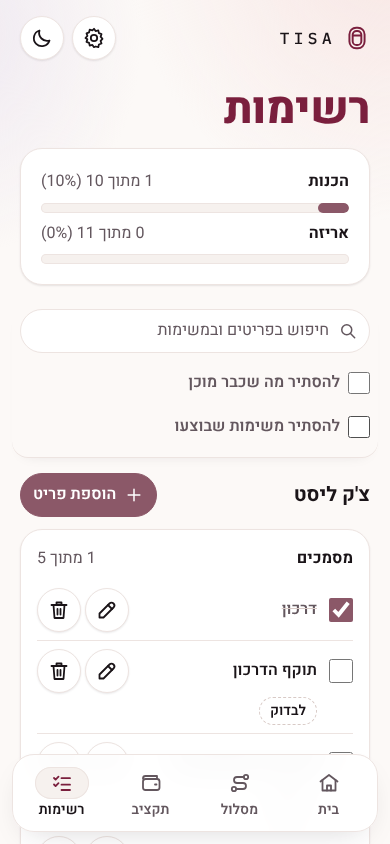 TISA
רשימות
הכנות
1 מתוך 10 (10%)
אריזה
0 מתוך 11 (0%)
חיפוש בפריטים ובמשימות
להסתיר מה שכבר מוכן
להסתיר משימות שבוצעו
צ'ק ליסט
הוספת פריט
מסמכים
1 מתוך 5
דרכון
תוקף הדרכון
לבדוק
בית
מסלול
תקציב
רשימות